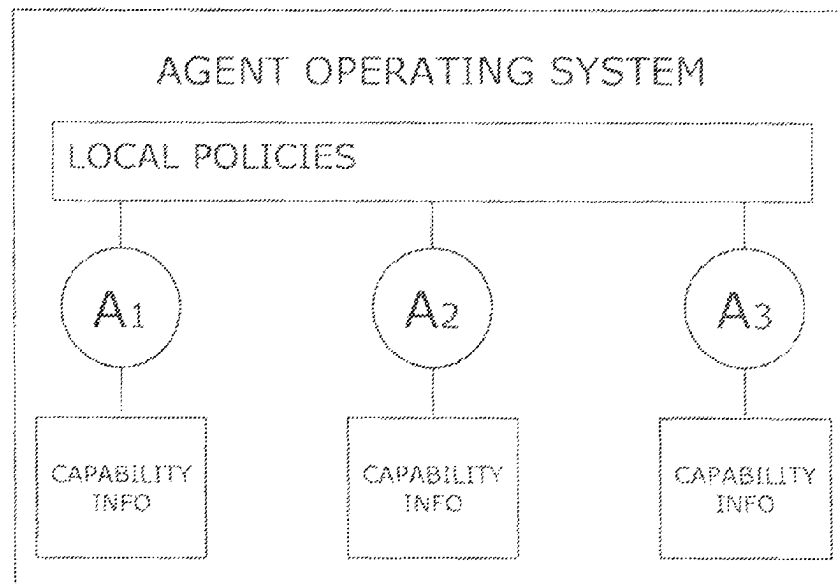 AGENT OPERATING SYSTEM
LOCAL POLICIES
A1 A2 A3
CAPABILITY CAPABILITY CAPABILITY
INFO INFO INFO